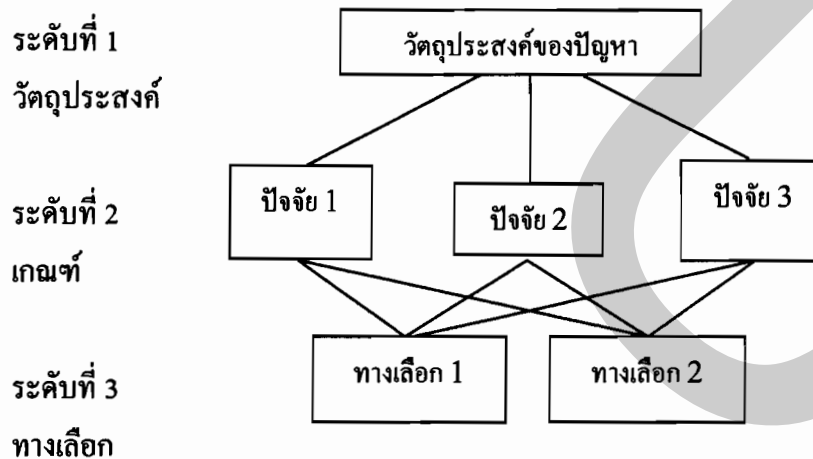 ระดับที่ 1
วัตถุประสงค์ของปัญหา
วัตถุประสงค์
ปัจจัย 1
ปัจจัย 2
ปัจจัย 3
ระดับที่ 2
เกณฑ์
ทางเลือก 1
ทางเลือก 2
ระดับที่ 3
ทางเลือก